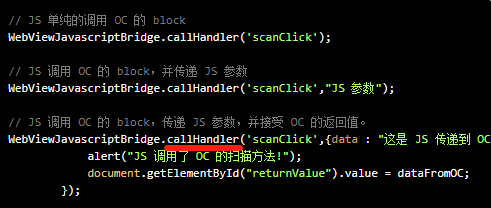 // JS 单纯的调用 OC 的 block
WebViewJavascriptBridge.callHandler('scanClick');
// JS 调用 OC 的 block，并传递 JS 参数
WebViewJavascriptBridge.callHandler('scanClick',"JS 参数");
// JS 调用 OC 的 block，传递 JS 参数，并接受 OC 的返回值。
WebViewJavascriptBridge.callHandler('scanClick',{data : "这是 JS 传递到 OC
alert("JS 调用了 OC 的扫描方法!");
document.getElementById("returnValue").value = dataFromOC;
});